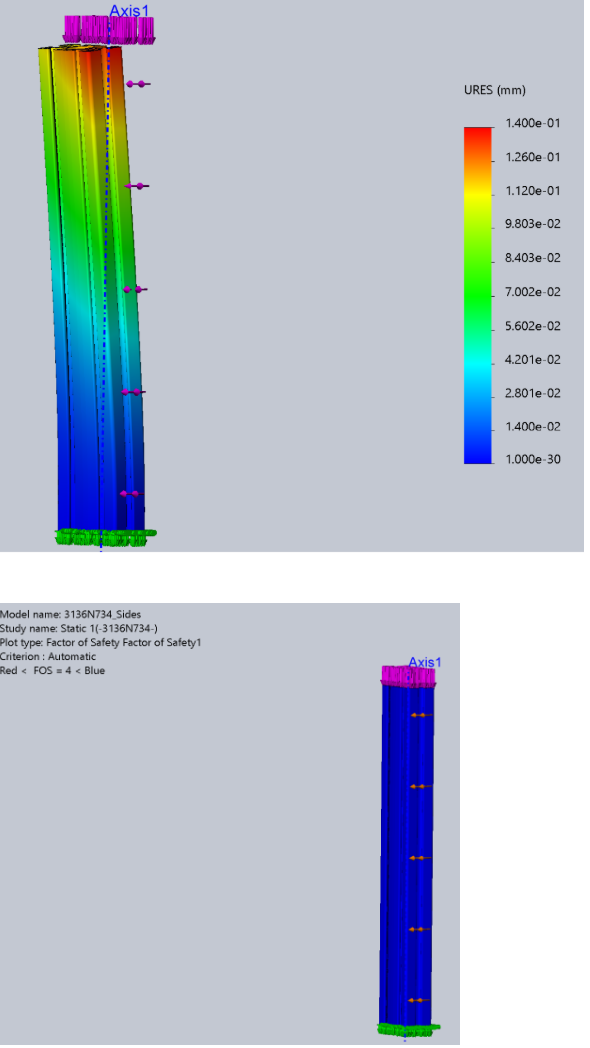 Axis1
URES (mm)
1.400e-01
1.260e-01
1.120e-01
9.803e-02
8.403e-02
7.002e-02
5.602e-02
4.201e-02
2.801e-02
1.400e-02
1.000e-30
Model name: 3136N734_Sides
Study name: Static 1(-3136N734-)
Plot type: Factor of Safety Factor of Safety1
Criterion : Automatic
Red < FOS = 4 < Blue
Axis1